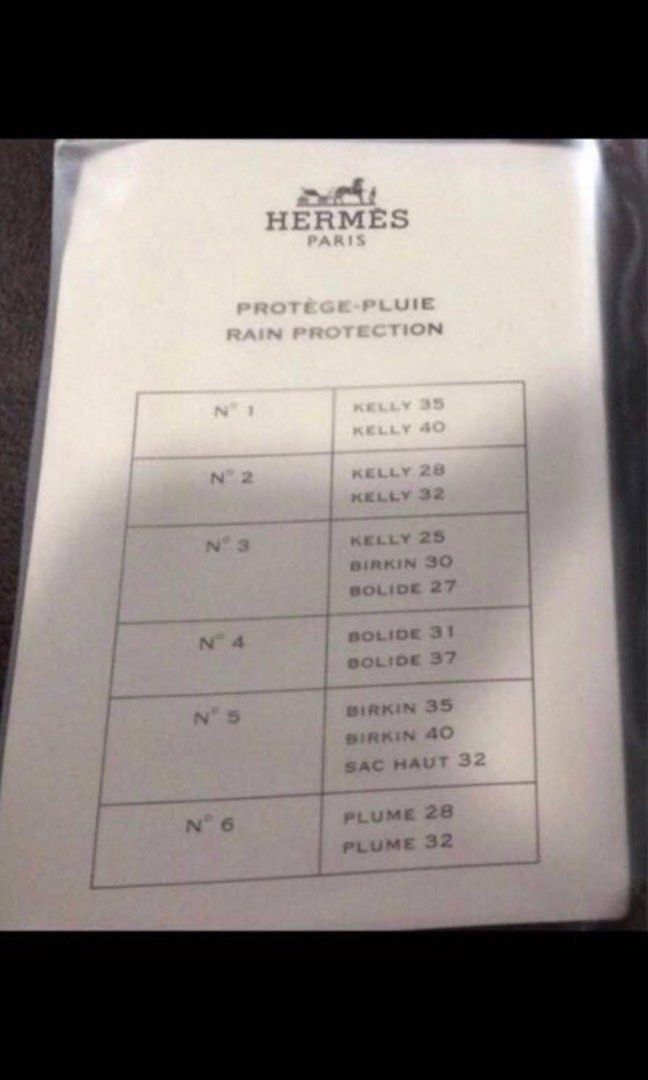 HERMÈS
PARIS
PROTÈGE-PLUIE
RAIN PROTECTION
N° 1
KELLY 35
KELLY 40
N° 2
KELLY 28
KELLY 32
N° 3
KELLY 25
BIRKIN 30
BOLIDE 27
N° 4
BOLIDE 31
BOLIDE 37
N° 5
BIRKIN 35
BIRKIN 40
SAC HAUT 32
N° 6
PLUME 28
PLUME 32